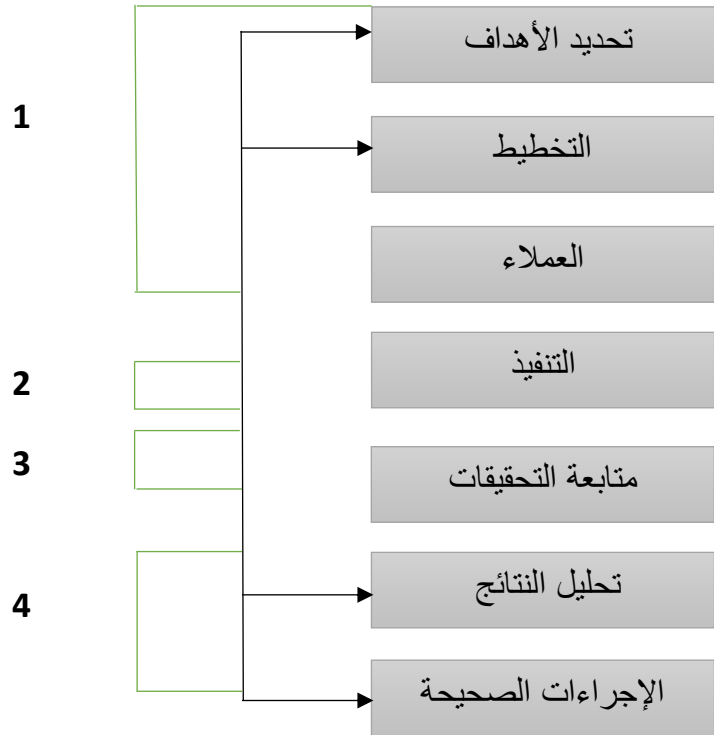 تحديد الأهداف
1
التخطيط
العملاء
التنفيذ
2
3
متابعة التحقيقات
تحليل النتائج
4
الإجراءات الصحيحة